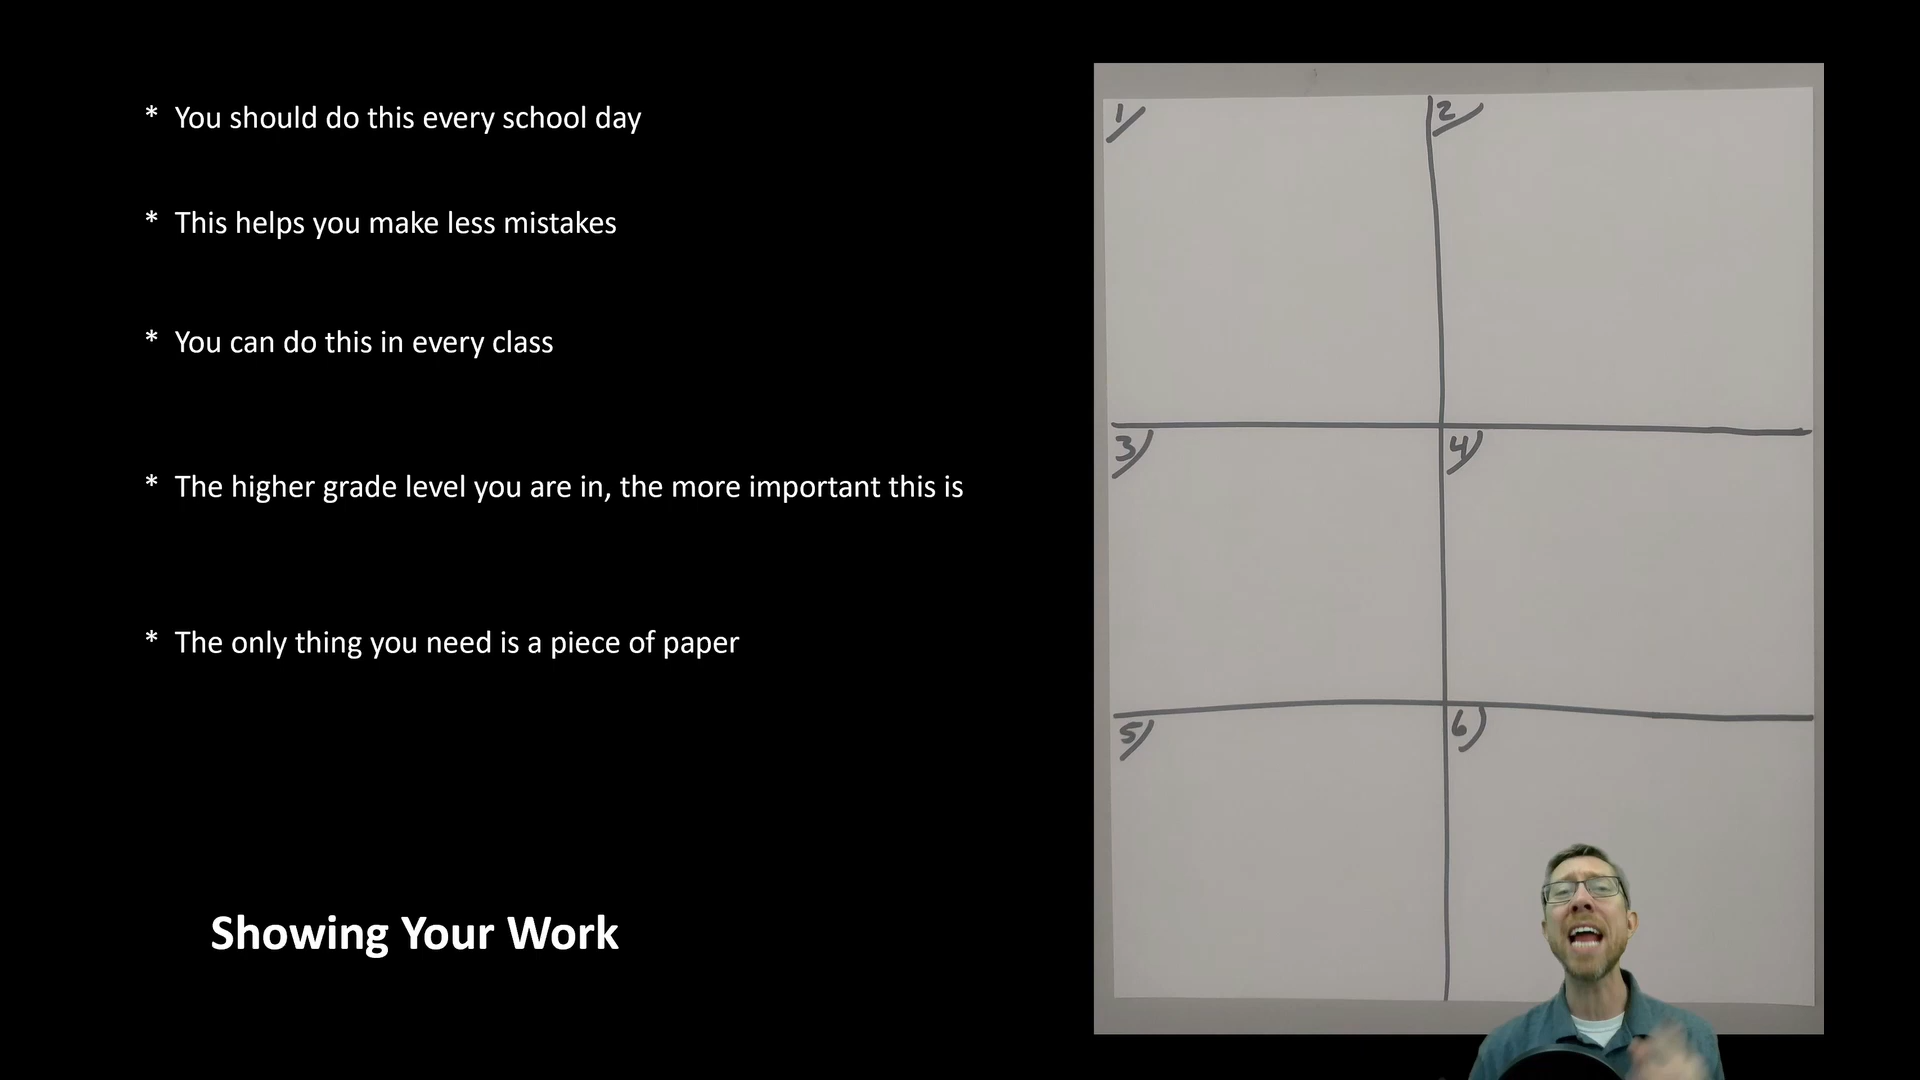 * You should do this every school day
* This helps you make less mistakes
* You can do this in every class
* The higher grade level you are in, the more important this is
* The only thing you need is a piece of paper
Showing Your Work
1)
2)
3)
4)
5)
6)